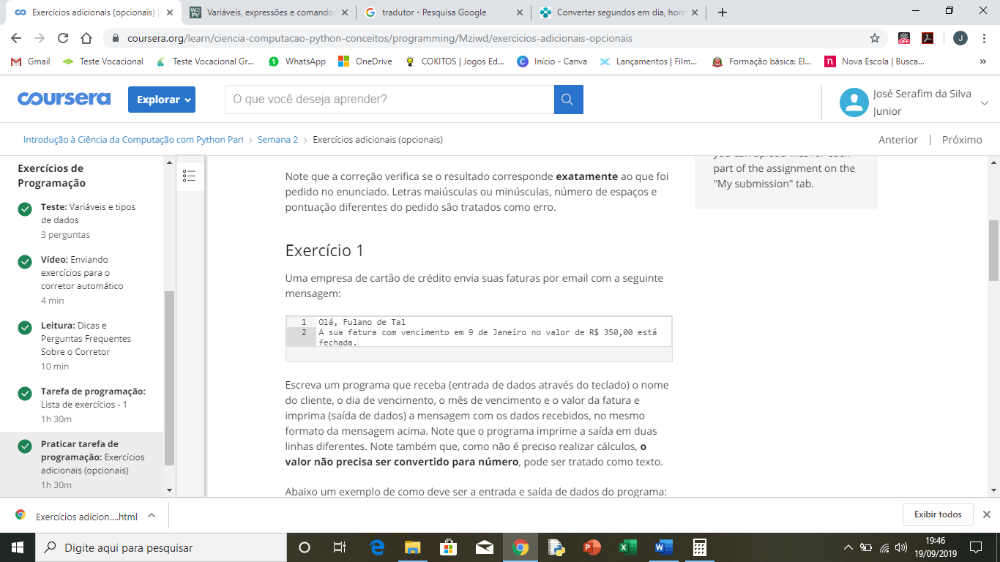 Exercícios adicionais (opcionais) |
Variáveis, expressões e comandos
tradutor - Pesquisa Google
Converter segundos em dia, hora
coursera.org/learn/ciencia-computacao-python-conceitos/programming/Mziwd/exercicios-adicionais-opcionais
OFF
J
Gmail
Teste Vocacional
Teste Vocacional Gr...
WhatsApp
OneDrive
COKITOS | Jogos Ed...
Início - Canva
Lançamentos | Film...
Formação básica: El...
Nova Escola | Busca...
»
coursera
Explorar
O que você deseja aprender?
José Serafim da Silva
Junior
Introdução à Ciência da Computação com Python Part
Semana 2
Exercícios adicionais (opcionais)
Anterior | Próximo
Exercícios de
Programação
Teste: Variáveis e tipos
de dados
3 perguntas
Vídeo: Enviando
exercícios para o
corretor automático
4 min
Leitura: Dicas e
Perguntas Frequentes
Sobre o Corretor
10 min
Tarefa de programação:
Lista de exercícios - 1
1h 30m
Praticar tarefa de
programação: Exercícios
adicionais (opcionais)
1h 30m
Note que a correção verifica se o resultado corresponde exatamente ao que foi
pedido no enunciado. Letras maiúsculas ou minúsculas, número de espaços e
pontuação diferentes do pedido são tratados como erro.
Exercício 1
Uma empresa de cartão de crédito envia suas faturas por email com a seguinte
mensagem:
1 Olá, Fulano de Tal
2 A sua fatura com vencimento em 9 de Janeiro no valor de R$ 350,00 está
fechada.
Escreva um programa que receba (entrada de dados através do teclado) o nome
do cliente, o dia de vencimento, o mês de vencimento e o valor da fatura e
imprima (saída de dados) a mensagem com os dados recebidos, no mesmo
formato da mensagem acima. Note que o programa imprime a saída em duas
linhas diferentes. Note também que, como não é preciso realizar cálculos, o
valor não precisa ser convertido para número, pode ser tratado como texto.
Abaixo um exemplo de como deve ser a entrada e saída de dados do programa:
you can upload files for each
part of the assignment on the
"My submission" tab.
Exercícios adicion....html
Exibir todos
Digite aqui para pesquisar
19:46
19/09/2019